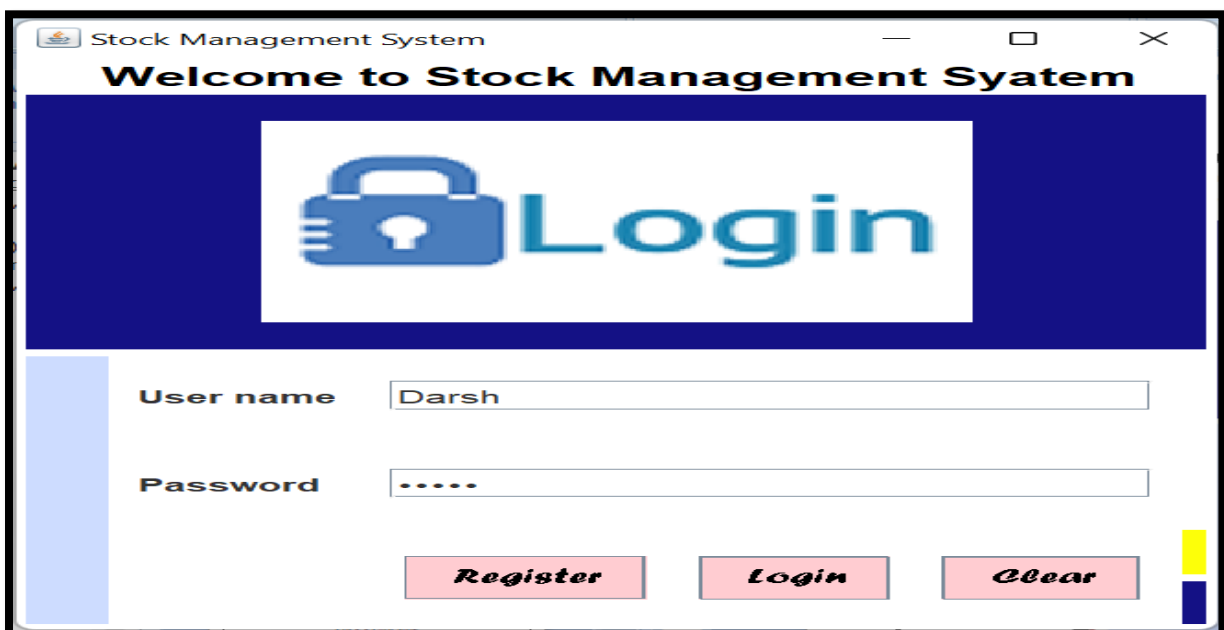 Stock Management System
Welcome to Stock Management Syatem
Login
User name Darsh
Password •••••
Register Login Clear